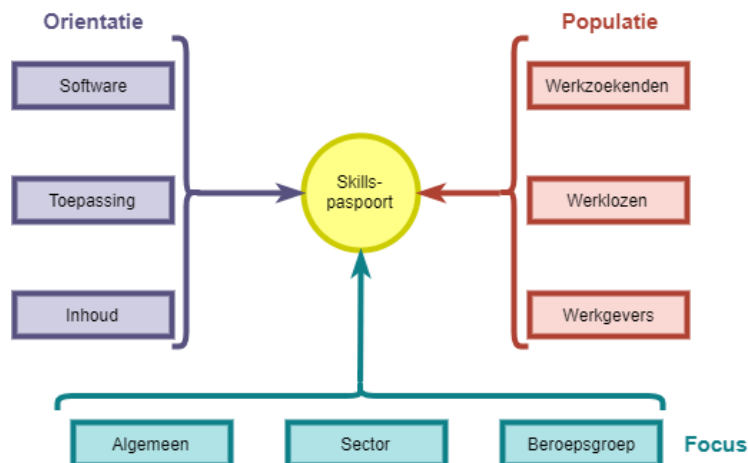 Orientatie
Populatie
Software
Werkzoekenden
Toepassing
Skills-
paspoort
Werklozen
Inhoud
Werkgevers
Algemeen
Sector
Beroepsgroep
Focus